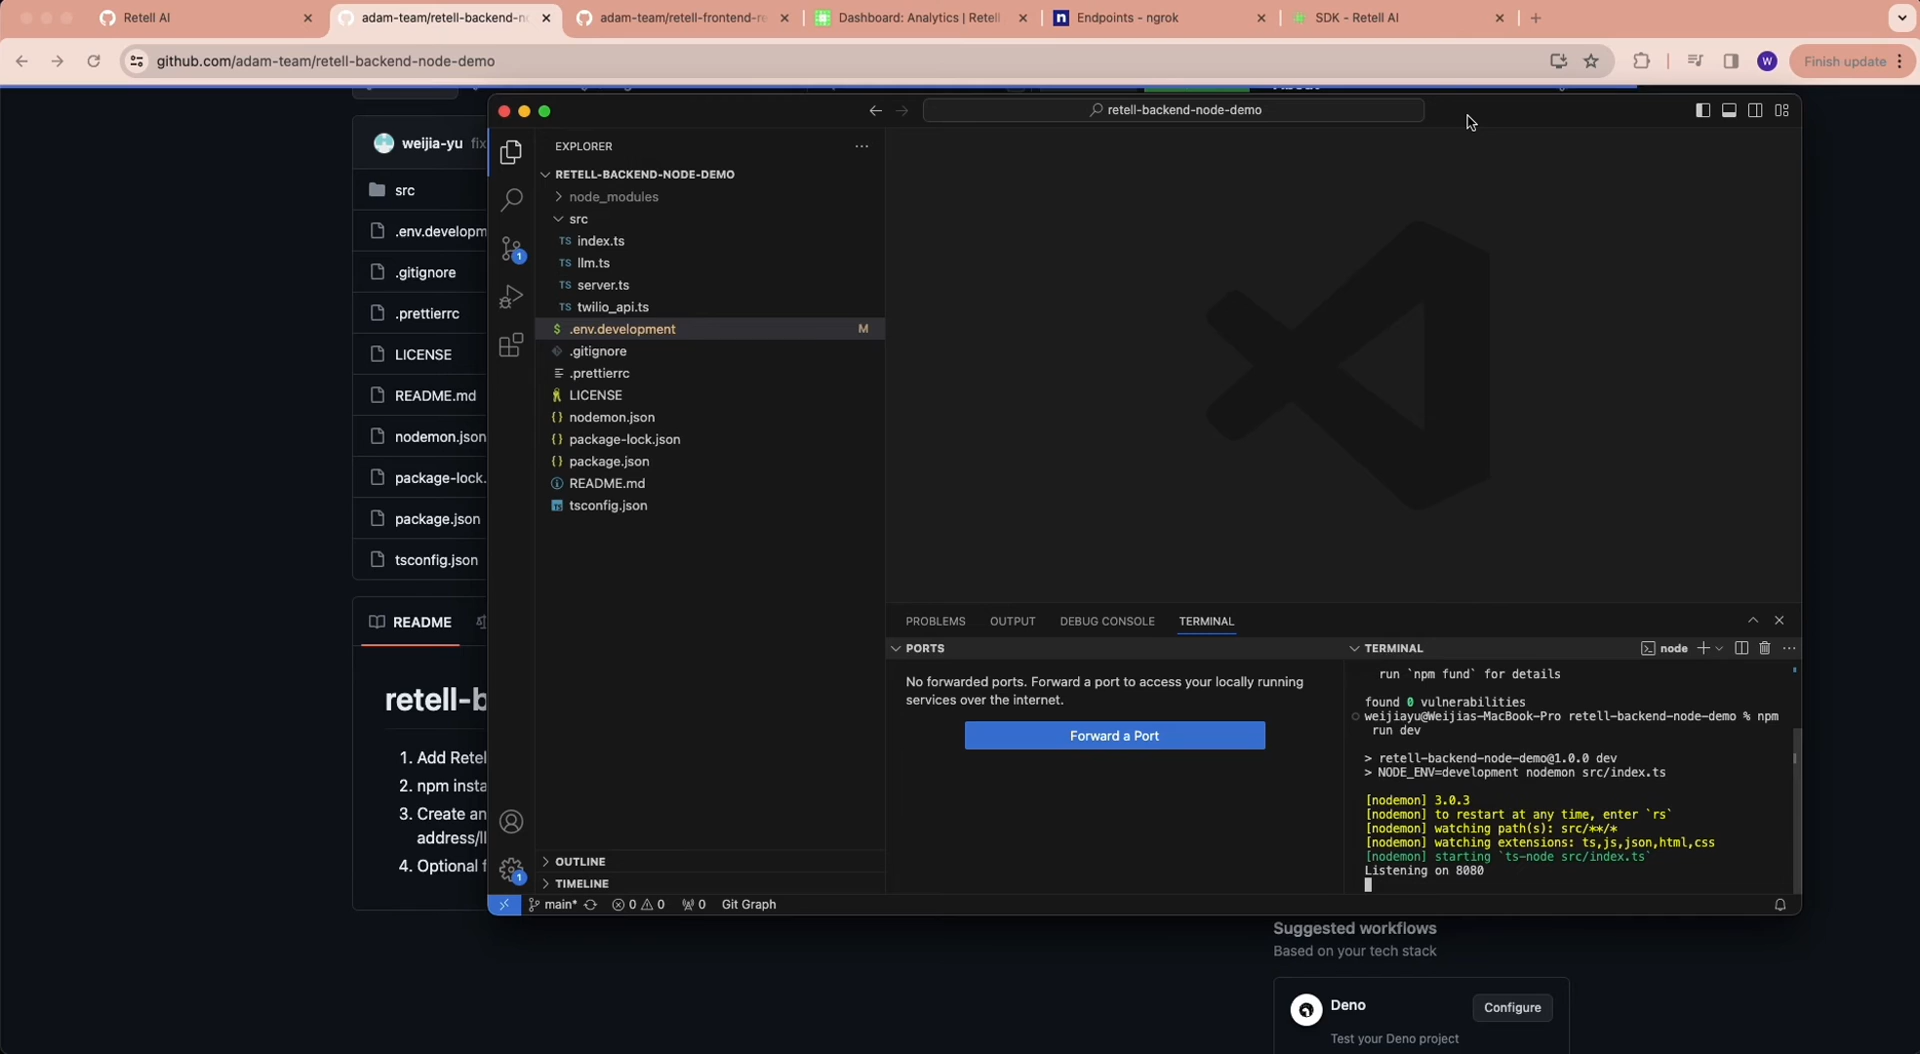 Retell AI
adam-team/retell-backend-no
adam-team/retell-frontend-re
Dashboard: Analytics | Retell
Endpoints - ngrok
SDK - Retell AI
github.com/adam-team/retell-backend-node-demo
W
Finish update
About
retell-backend-node-demo
weijia-yu fix
src
.env.developm
.gitignore
.prettierrc
LICENSE
README.md
nodemon.json
package-lock.
package.json
tsconfig.json
README
retell-b
1. Add Retel
2. npm insta
3. Create an
address/ll
4. Optional f
EXPLORER
RETELL-BACKEND-NODE-DEMO
node_modules
src
TS index.ts
TS llm.ts
TS server.ts
TS twilio_api.ts
$ .env.development M
.gitignore
.prettierrc
LICENSE
{} nodemon.json
{} package-lock.json
{} package.json
README.md
tsconfig.json
OUTLINE
TIMELINE
1
1
PROBLEMS OUTPUT DEBUG CONSOLE TERMINAL
PORTS
No forwarded ports. Forward a port to access your locally running
services over the internet.
Forward a Port
TERMINAL
node
run `npm fund` for details
found 0 vulnerabilities
weijiayu@Weijias-MacBook-Pro retell-backend-node-demo % npm
run dev
> retell-backend-node-demo@1.0.0 dev
> NODE_ENV=development nodemon src/index.ts
[nodemon] 3.0.3
[nodemon] to restart at any time, enter `rs`
[nodemon] watching path(s): src/**/*
[nodemon] watching extensions: ts,js,json,html,css
[nodemon] starting `ts-node src/index.ts`
Listening on 8080
main* 0 0 0 Git Graph
Suggested workflows
Based on your tech stack
Deno
Configure
Test your Deno project